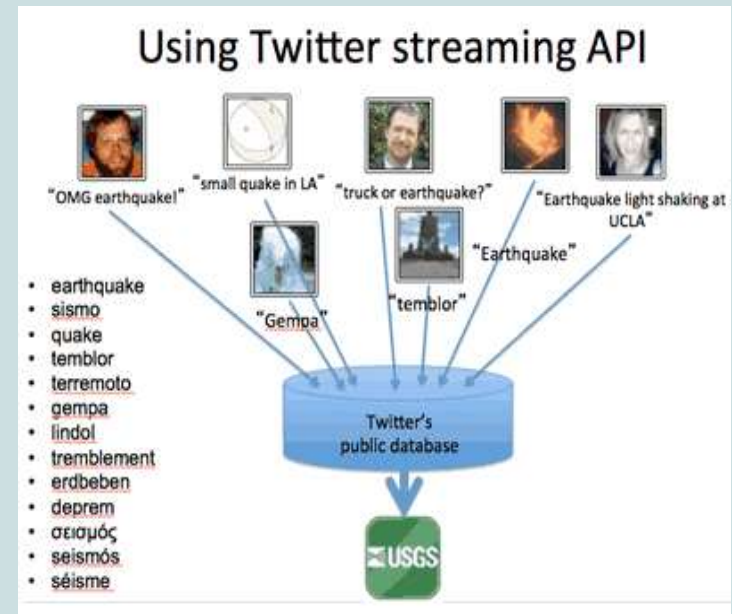 Using Twitter streaming API
“OMG earthquake!”
“small quake in LA”
“truck or earthquake?”
“Earthquake light shaking at
UCLA”
“Earthquake”
“Gempa”
“temblor”
• earthquake
• sismo
• quake
• temblor
• terremoto
• gempa
• lindol
• tremblement
• erdbeben
• deprem
• σεισμός
• seismós
• séisme
Twitter’s
public database
USGS